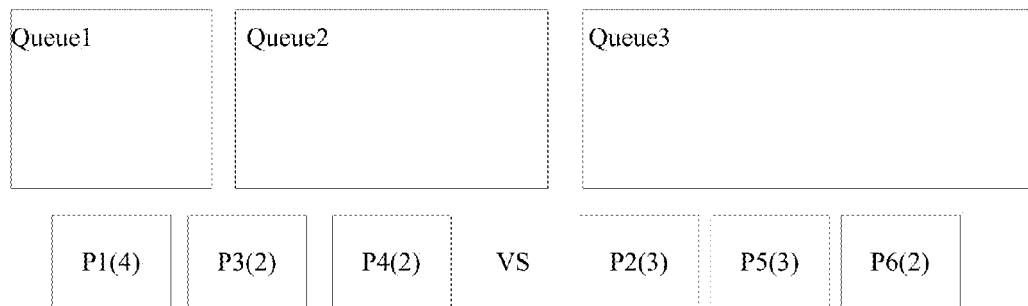 Queue1 Queue2 Queue3
P1(4) P3(2) P4(2) VS P2(3) P5(3) P6(2)